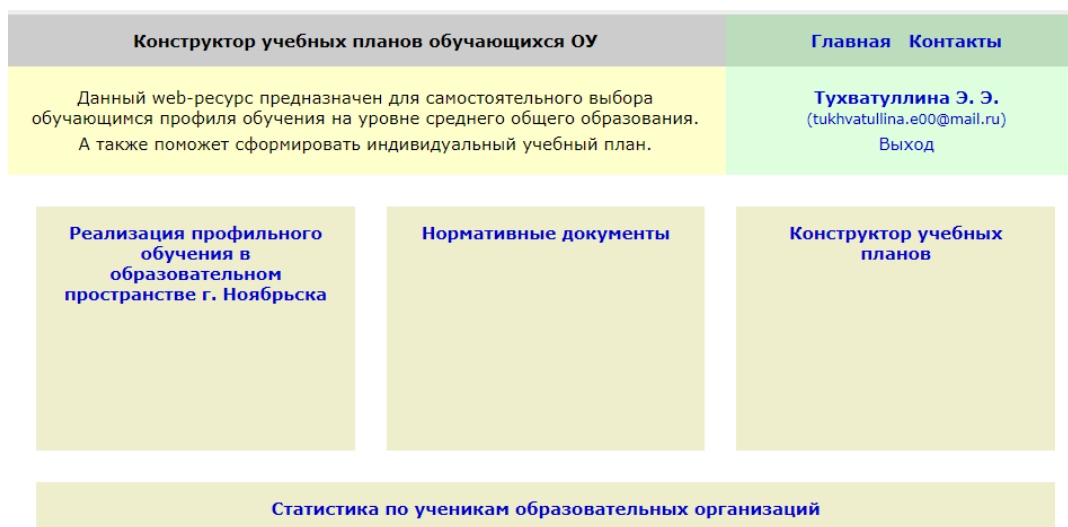 Конструктор учебных планов обучающихся ОУ
Главная Контакты
Данный web-ресурс предназначен для самостоятельного выбора
обучающимся профиля обучения на уровне среднего общего образования.
А также поможет сформировать индивидуальный учебный план.
Тухватуллина Э. Э.
(tukhvatullina.e00@mail.ru)
Выход
Реализация профильного
обучения в
образовательном
пространстве г. Ноябрьска
Нормативные документы
Конструктор учебных
планов
Статистика по ученикам образовательных организаций